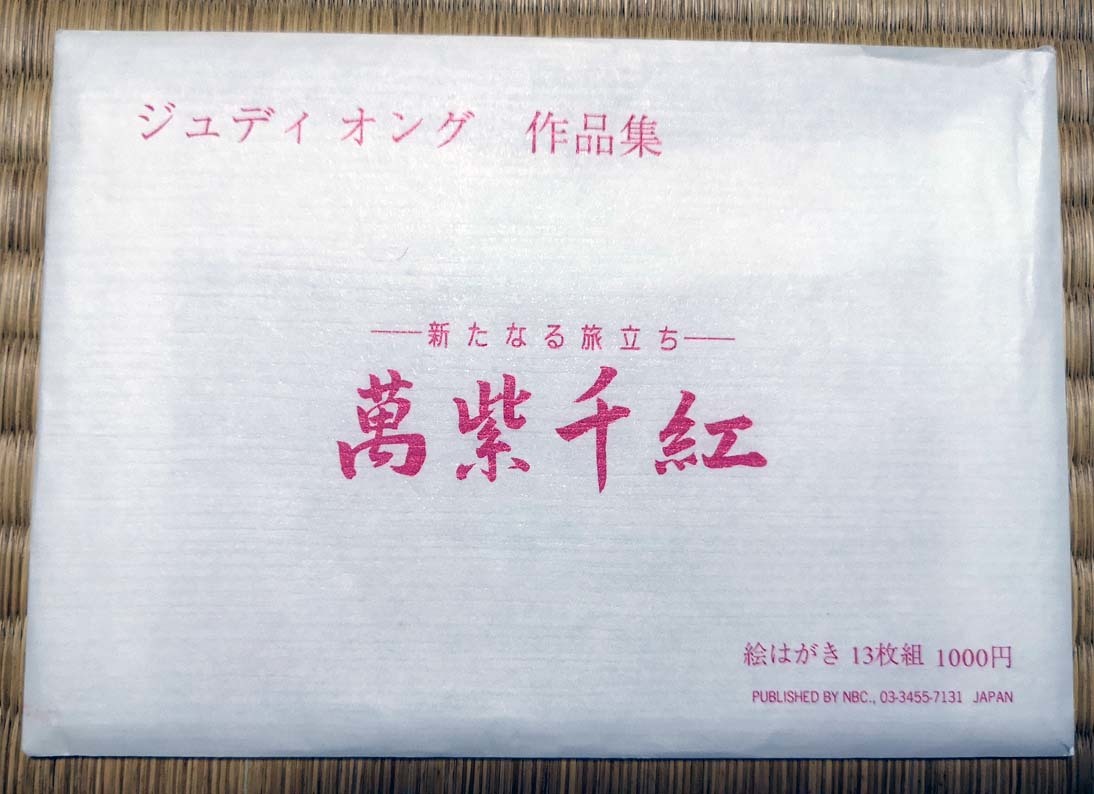 ジュディ オング　作品集
―新たなる旅立ち―
萬紫千紅
絵はがき 13枚組 1000円
PUBLISHED BY NBC., 03-3455-7131 JAPAN